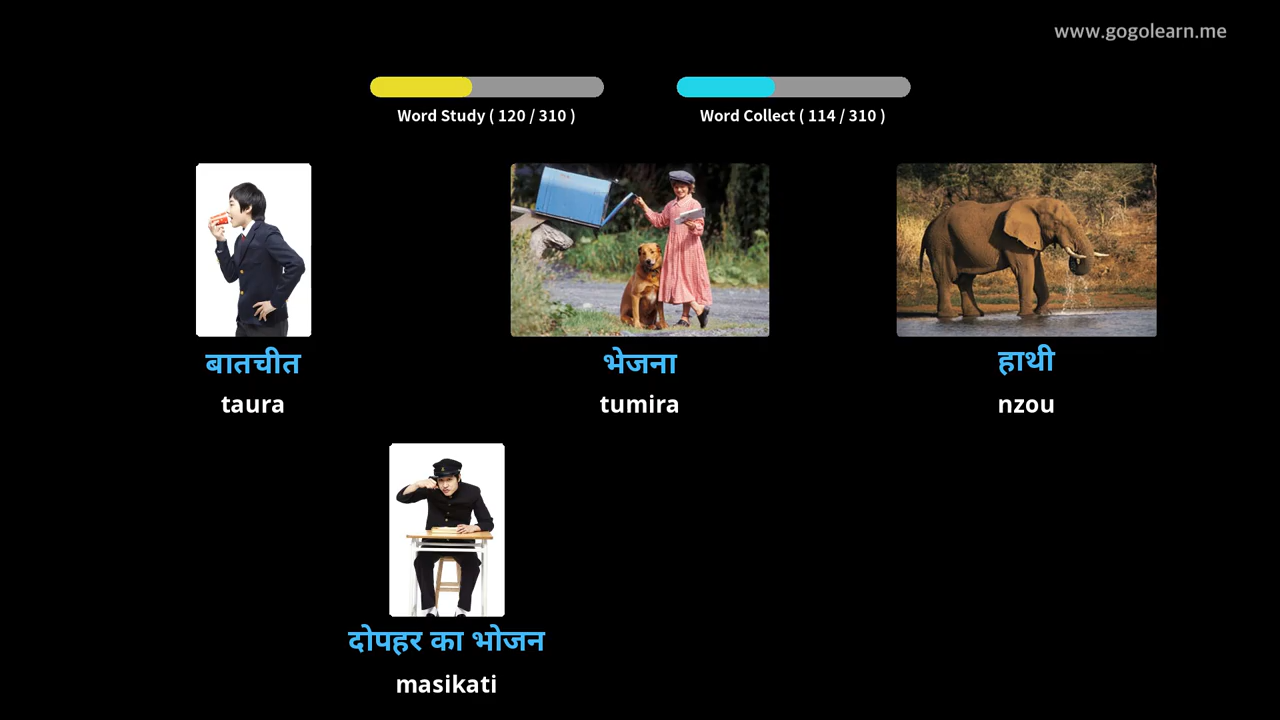 www.gogolearn.me
Word Study ( 120 / 310 )
Word Collect ( 114 / 310 )
बातचीत
taura
भेजना
tumira
हाथी
nzou
दोपहर का भोजन
masikati